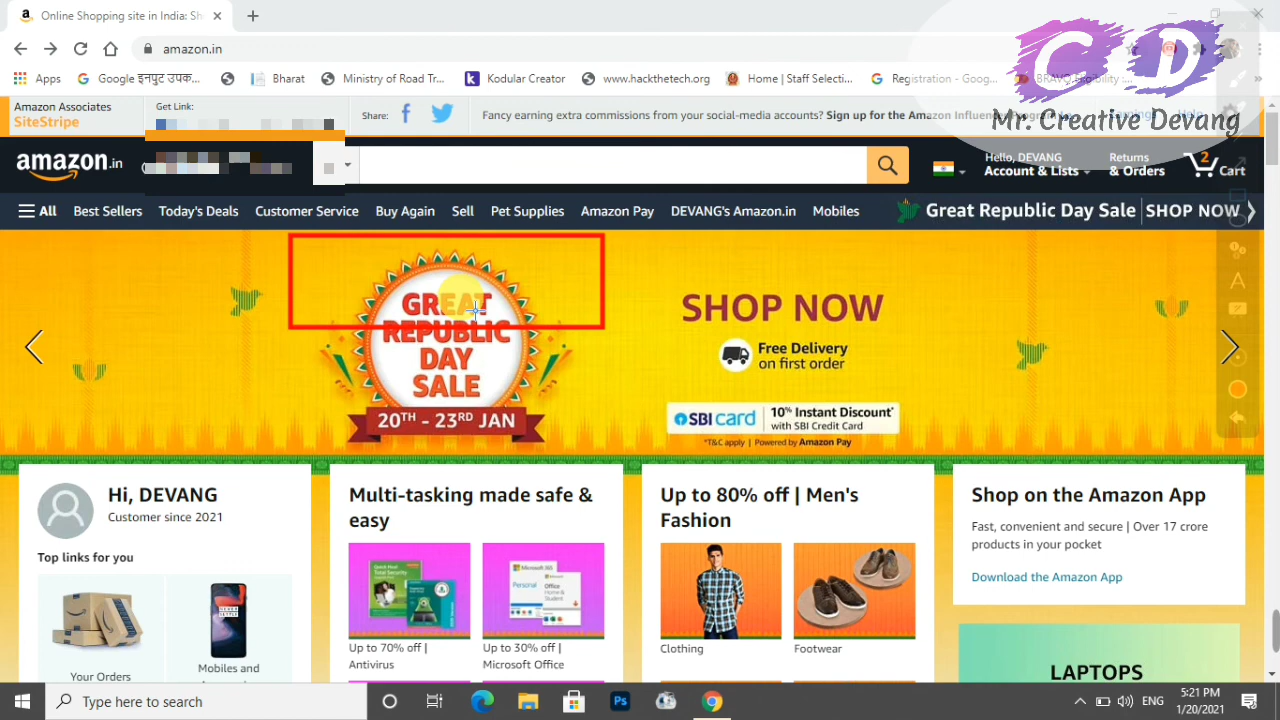 Online Shopping site in India: Sh
amazon.in
Apps
Google इनपुट उपक...
Bharat
Ministry of Road Tr...
Kodular Creator
www.hackthetech.org
Home | Staff Selecti...
Registration - Goog...
BRAVO Eligibility :...
C D
Mr. Creative Devang
Amazon Associates
SiteStripe
Get Link:
Share:
Fancy earning extra commissions from your social-media accounts? Sign up for the Amazon Influencer Program
Earnings
Help
amazon.in
Hello, DEVANG
Account & Lists
Returns
& Orders
2
Cart
All
Best Sellers
Today's Deals
Customer Service
Buy Again
Sell
Pet Supplies
Amazon Pay
DEVANG's Amazon.in
Mobiles
Great Republic Day Sale | SHOP NOW
GREAT
REPUBLIC
DAY
SALE
20TH - 23RD JAN
SHOP NOW
Free Delivery
on first order
SBI card
10% Instant Discount*
with SBI Credit Card
*T&C apply | Powered by Amazon Pay
Hi, DEVANG
Customer since 2021
Top links for you
Your Orders
Mobiles and
Multi-tasking made safe &
easy
Up to 70% off |
Antivirus
Up to 30% off |
Microsoft Office
Up to 80% off | Men's
Fashion
Clothing
Footwear
Shop on the Amazon App
Fast, convenient and secure | Over 17 crore
products in your pocket
Download the Amazon App
LAPTOPS
Type here to search
Ps
ENG
5:21 PM
1/20/2021